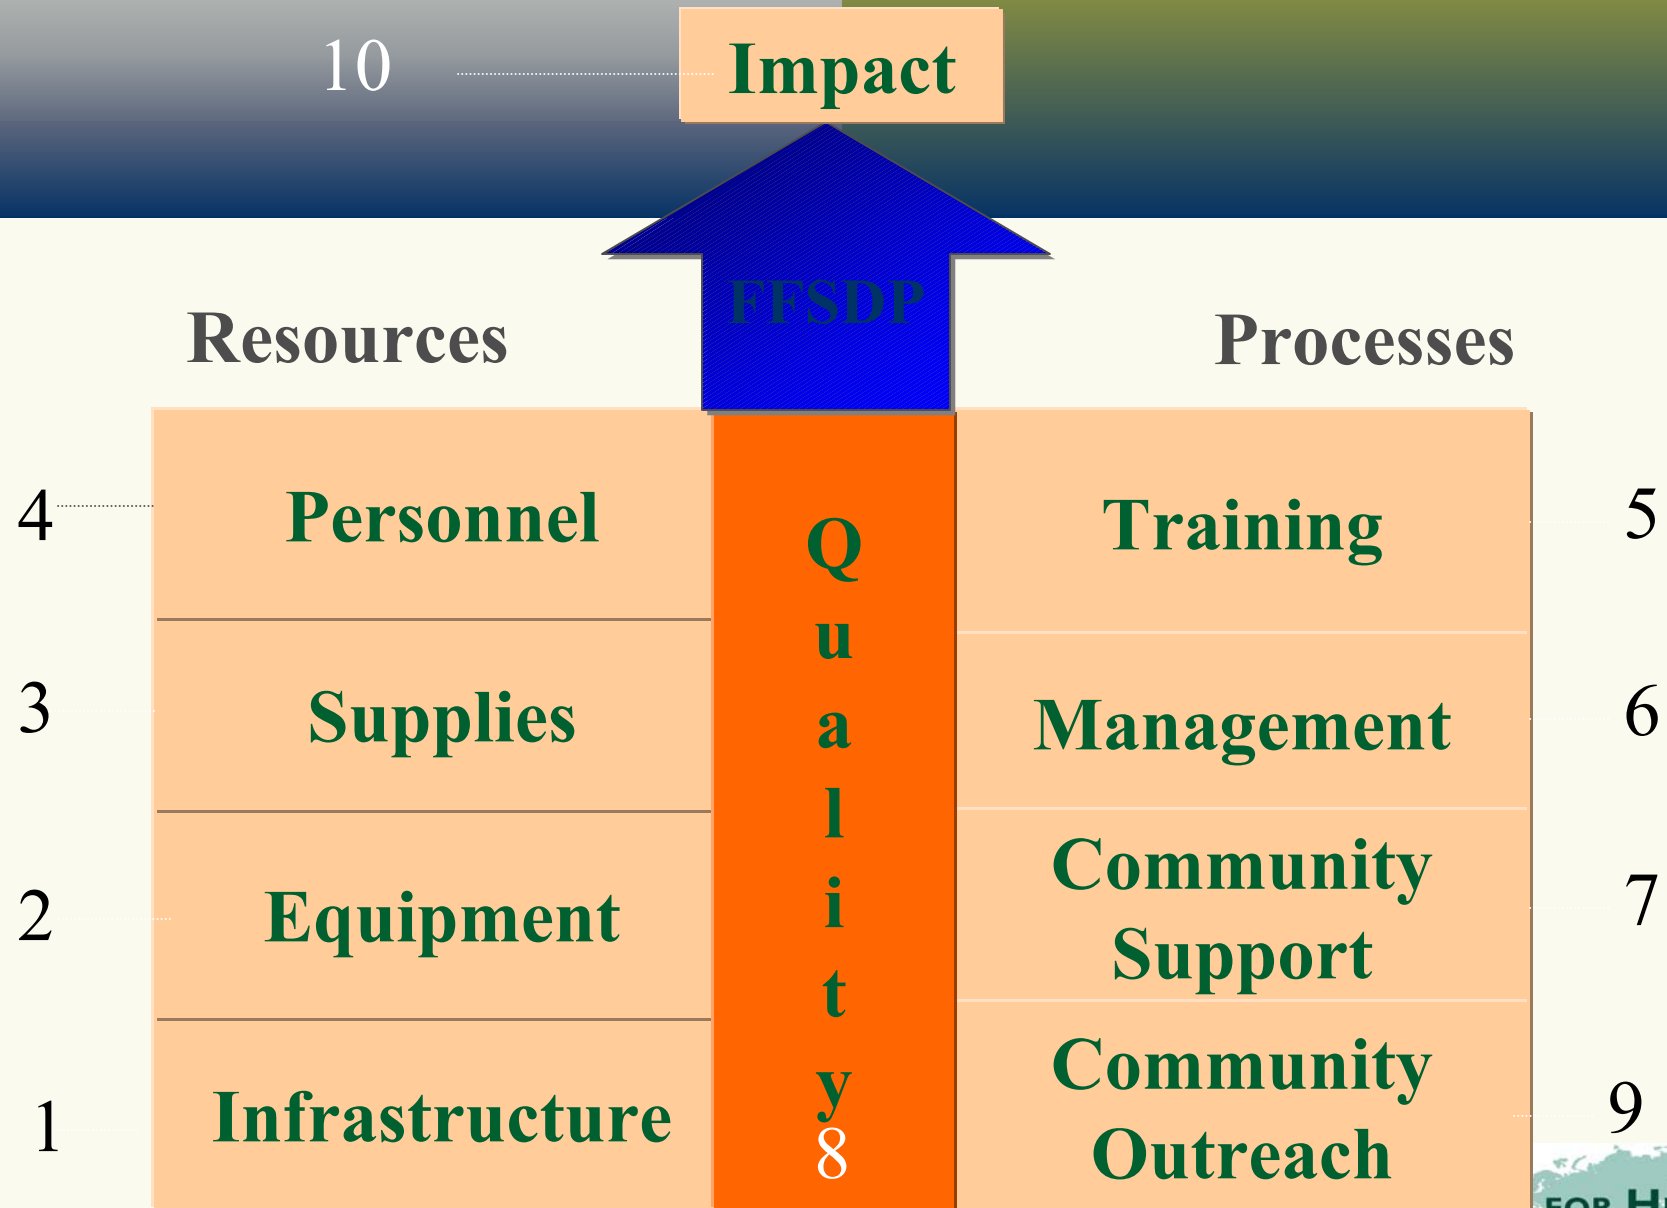 10 Impact
FFSDP
Resources
Processes
4 Personnel
Training 5
3 Supplies
Management 6
2 Equipment
Community
Support 7
1 Infrastructure
Community
Outreach 9
Q
u
a
l
i
t
y
8
FOR